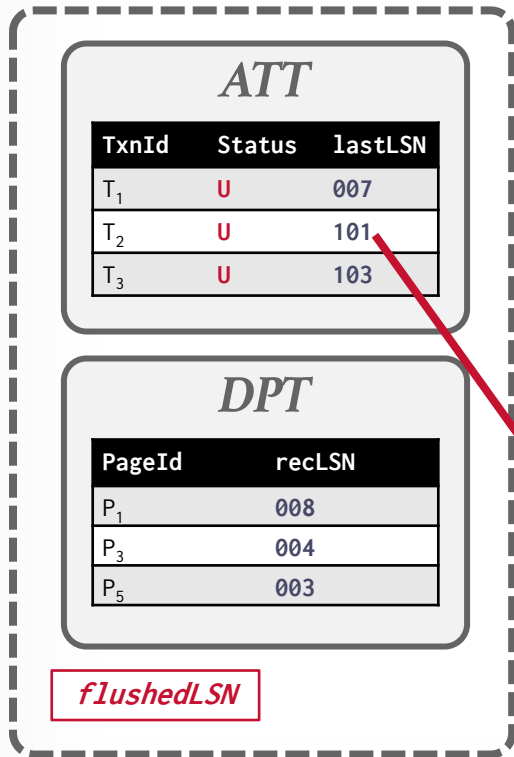 ATT
TxnId Status lastLSN
T₁ U 007
T₂ U 101
T₃ U 103
DPT
PageId recLSN
P₁ 008
P₃ 004
P₅ 003
flushedLSN